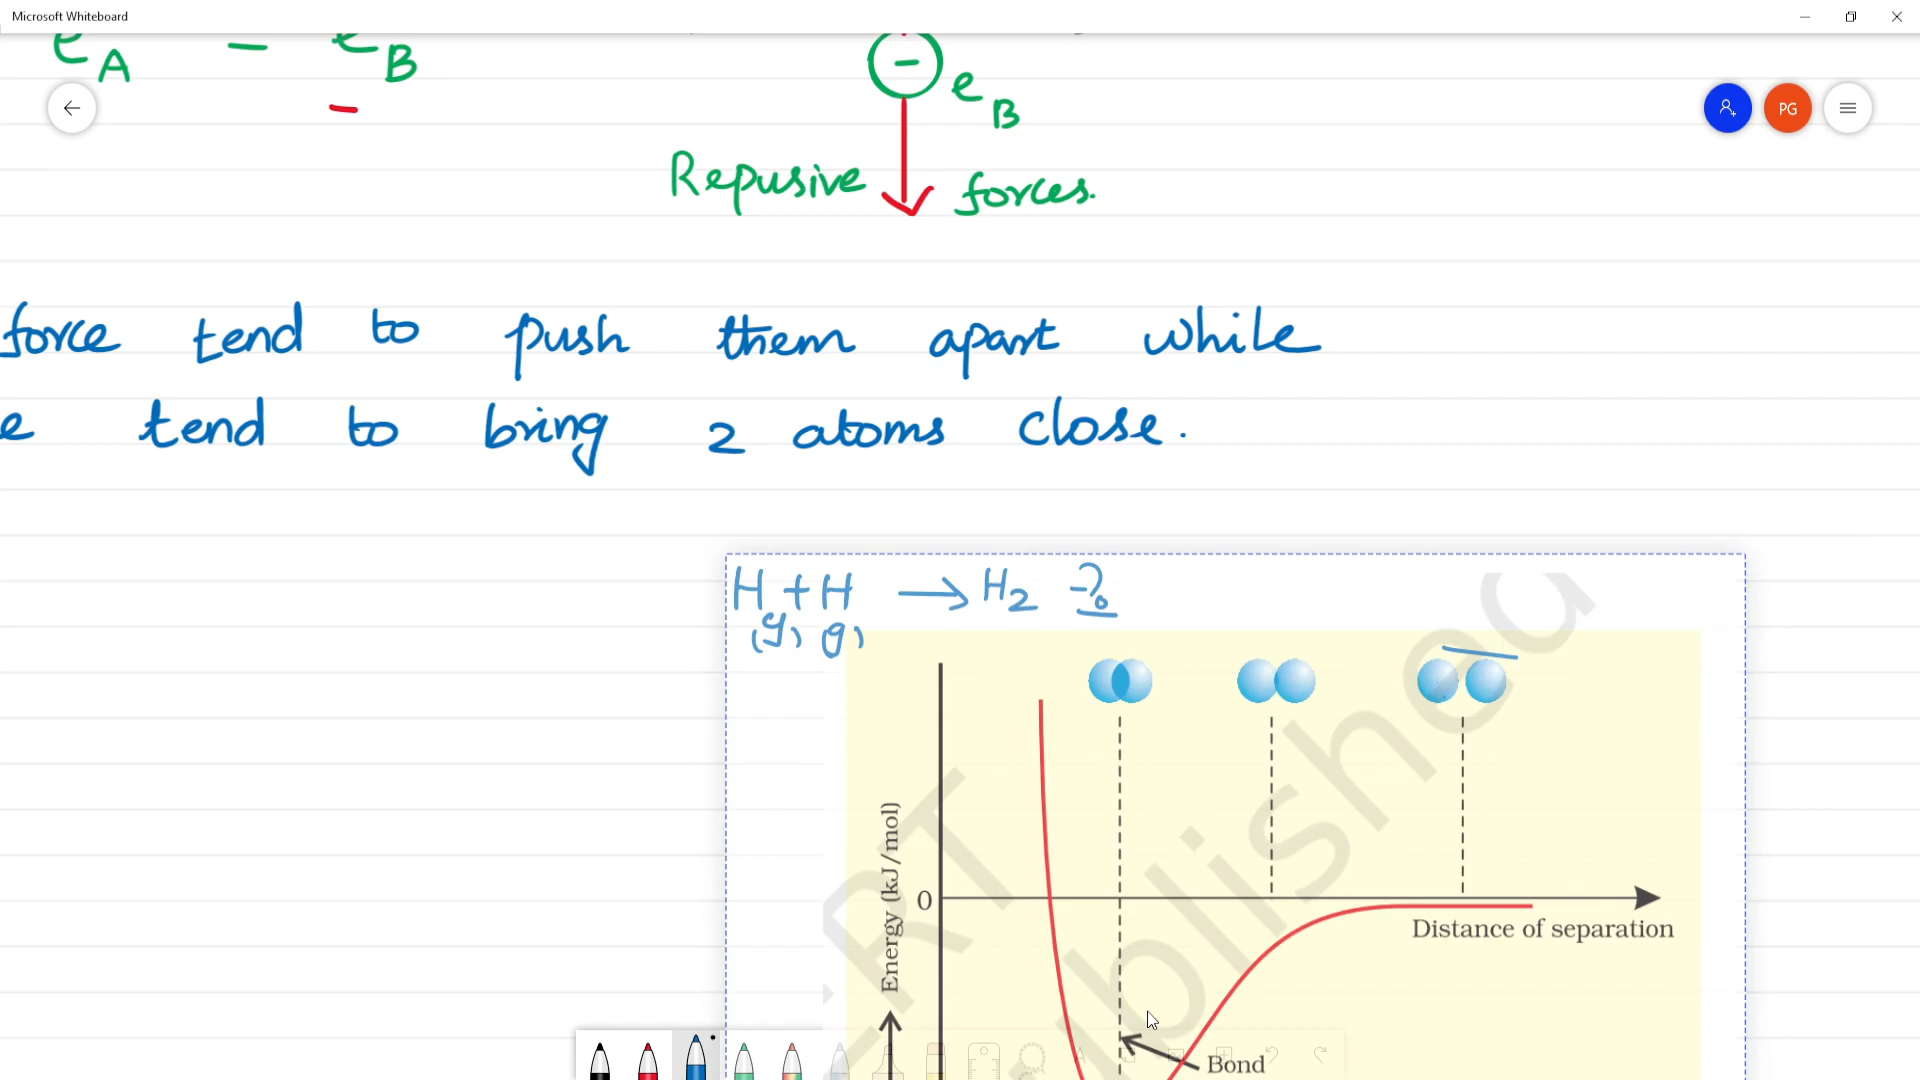 Microsoft Whiteboard
e A - e B
-
- e B
PG
Repusive forces.
force tend to push them apart while
e tend to bring 2 atoms close.
H + H → H2 -?
(g) (g)
Energy (kJ/mol)
0
Distance of separation
Bond